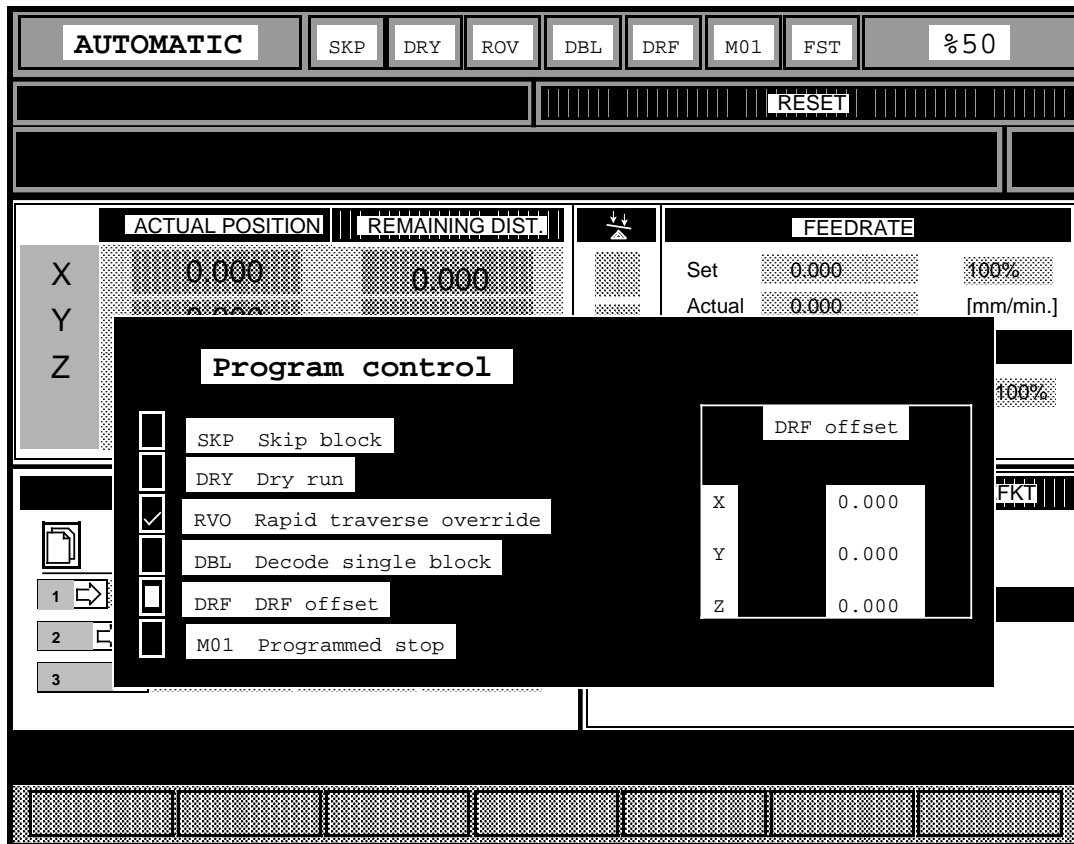 AUTOMATIC SKP DRY ROV DBL DRF M01 FST %50
RESET
ACTUAL POSITION REMAINING DIST. FEEDRATE
X 0.000 0.000 Set 0.000 100%
Y Actual 0.000 [mm/min.]
Z
100%
Program control
SKP Skip block
DRY Dry run
RVO Rapid traverse override
DBL Decode single block
DRF DRF offset
M01 Programmed stop
DRF offset
X 0.000
Y 0.000
Z 0.000
FKT
1
2
3